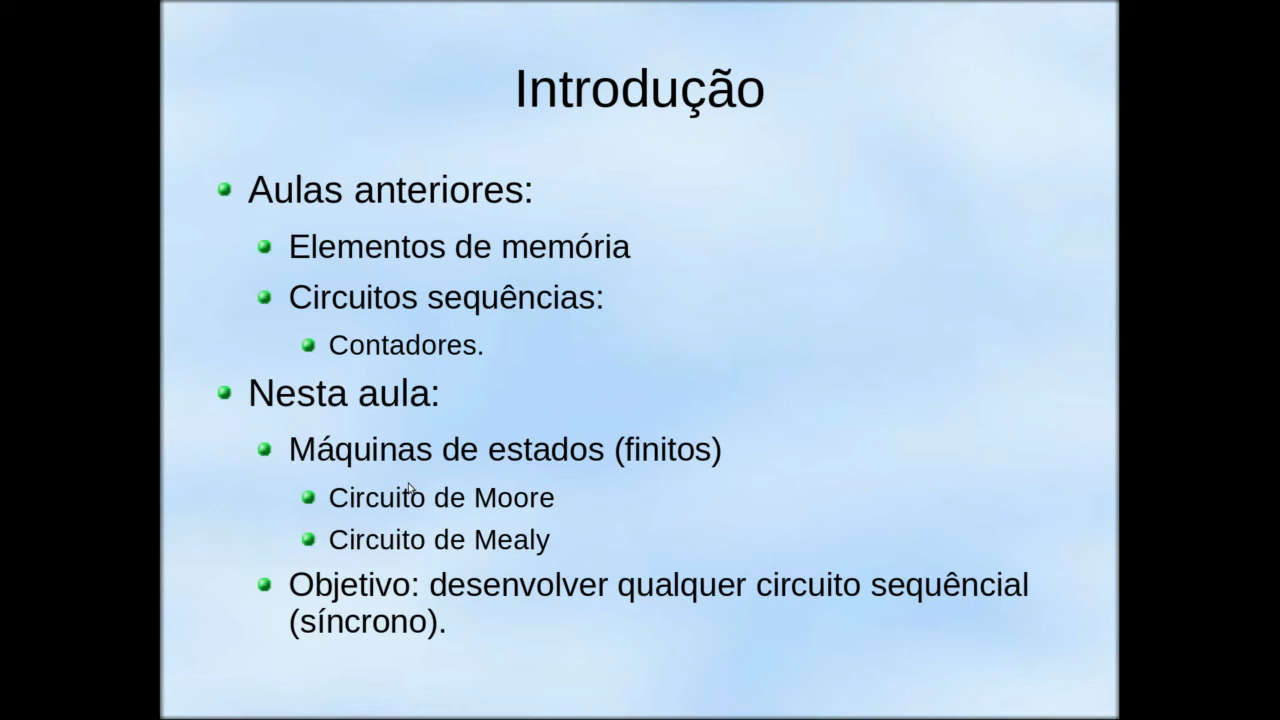 Introdução
Aulas anteriores:
Elementos de memória
Circuitos sequências:
Contadores.
Nesta aula:
Máquinas de estados (finitos)
Circuito de Moore
Circuito de Mealy
Objetivo: desenvolver qualquer circuito sequêncial
(síncrono).